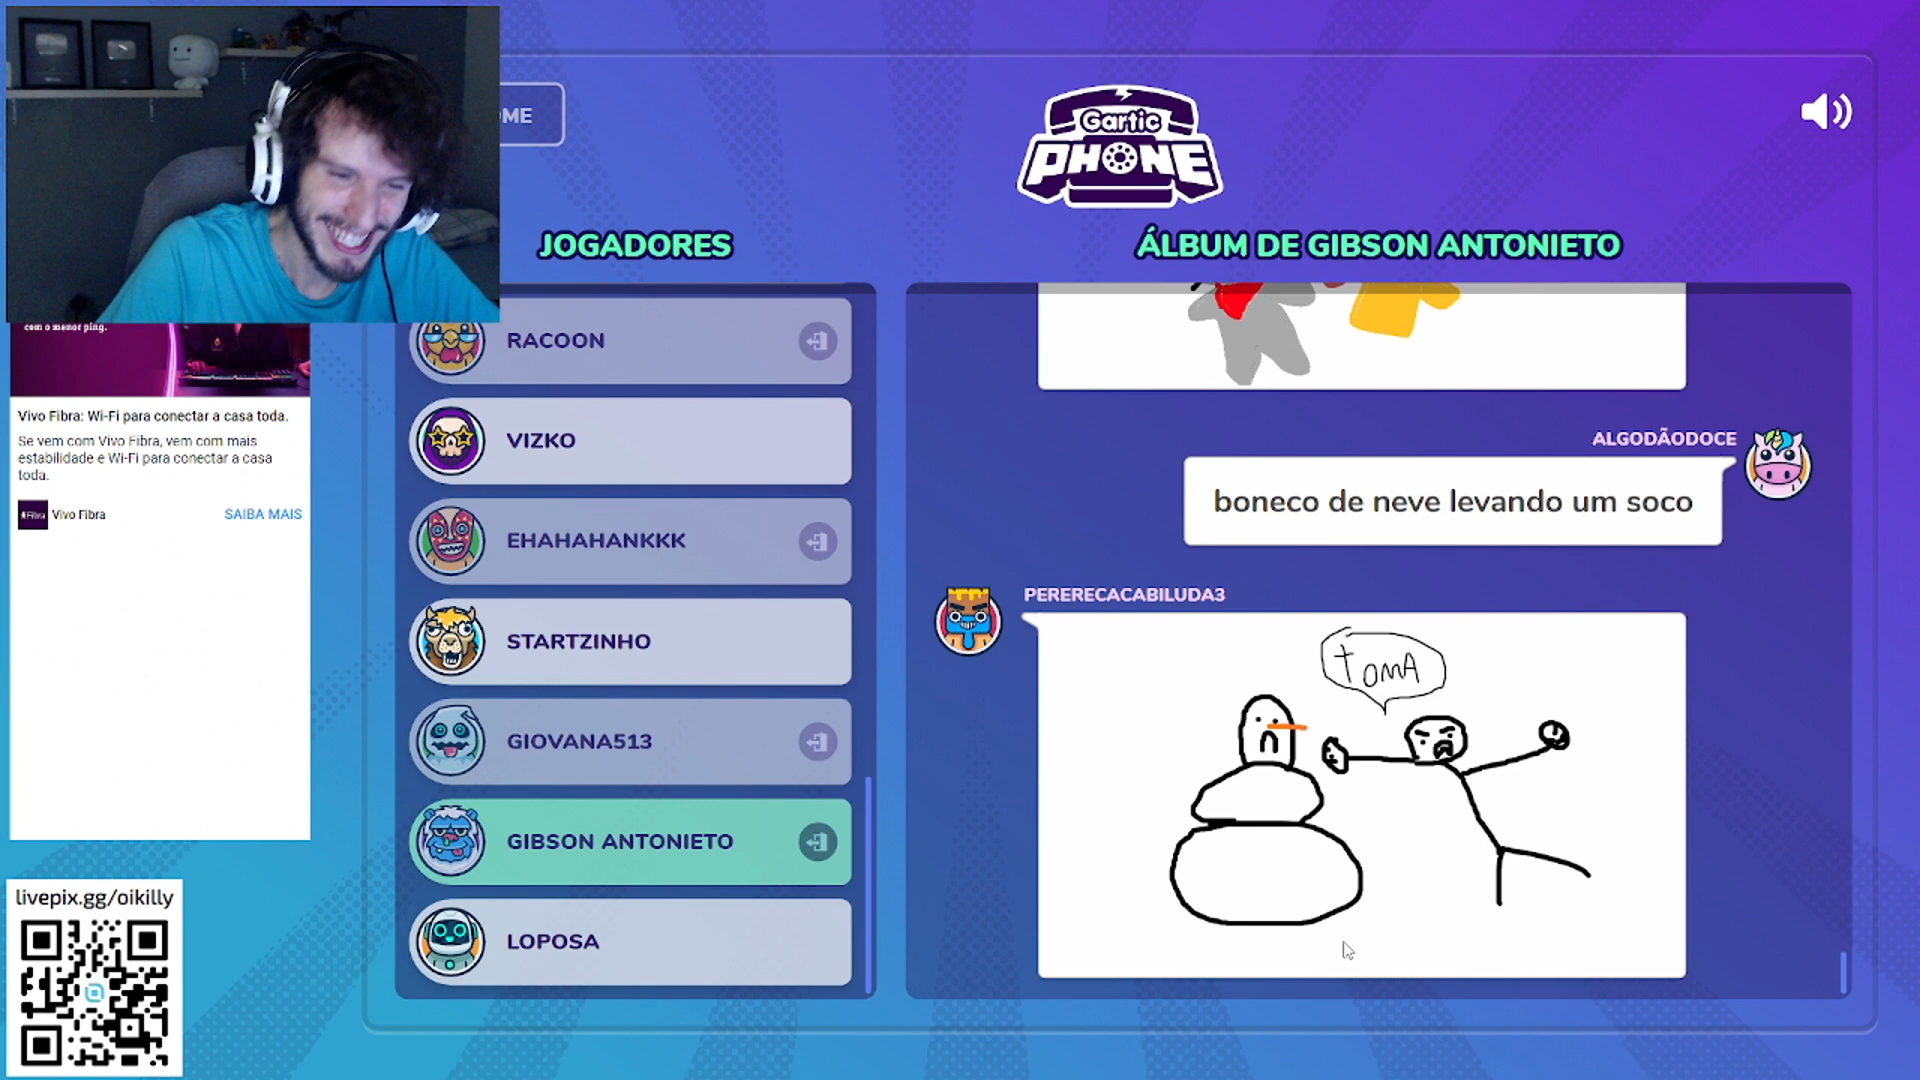 OME
Gartic
PHONE
JOGADORES
ÁLBUM DE GIBSON ANTONIETO
com o menor ping.
Vivo Fibra: Wi-Fi para conectar a casa toda.
Se vem com Vivo Fibra, vem com mais
estabilidade e Wi-Fi para conectar a casa
toda.
Fibra
Vivo Fibra
SAIBA MAIS
livepix.gg/oikilly
RACOON
VIZKO
EHAHAHANKKK
STARTZINHO
GIOVANA513
GIBSON ANTONIETO
LOPOSA
ALGODÃODOCE
boneco de neve levando um soco
PERERECACABILUDA3
TOMA